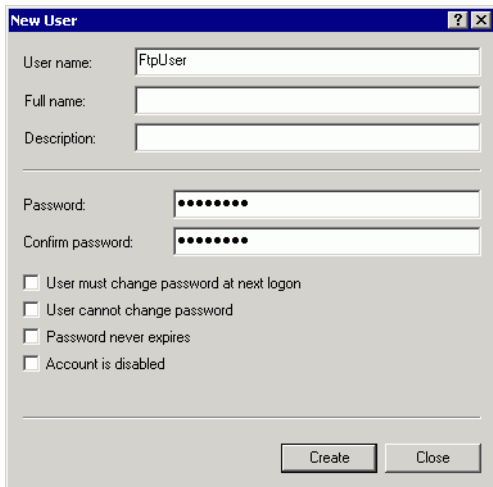 New User
User name: FtpUser
Full name:
Description:
Password: ●●●●●●●●
Confirm password: ●●●●●●●●
User must change password at next logon
User cannot change password
Password never expires
Account is disabled
Create Close